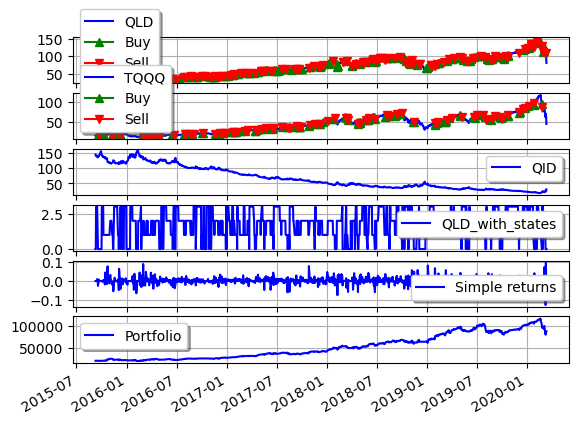 QLD
Buy
Sell
150
100
50
TQQQ
Buy
Sell
100
50
QID
150
100
50
QLD_with_states
2.5
0.0
Simple returns
0.1
0.0
−0.1
Portfolio
100000
50000
2015-07 2016-01 2016-07 2017-01 2017-07 2018-01 2018-07 2019-01 2019-07 2020-01